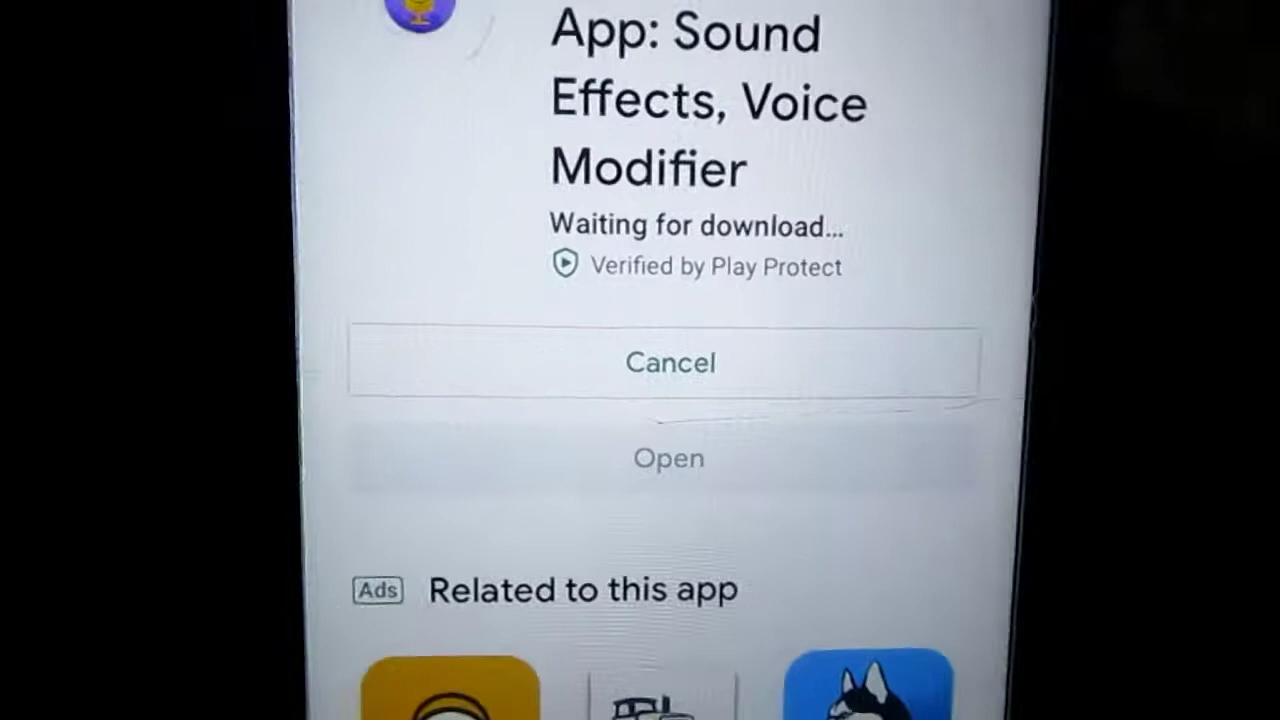 App: Sound
Effects, Voice
Modifier
Waiting for download...
Verified by Play Protect
Cancel
Open
Ads Related to this app